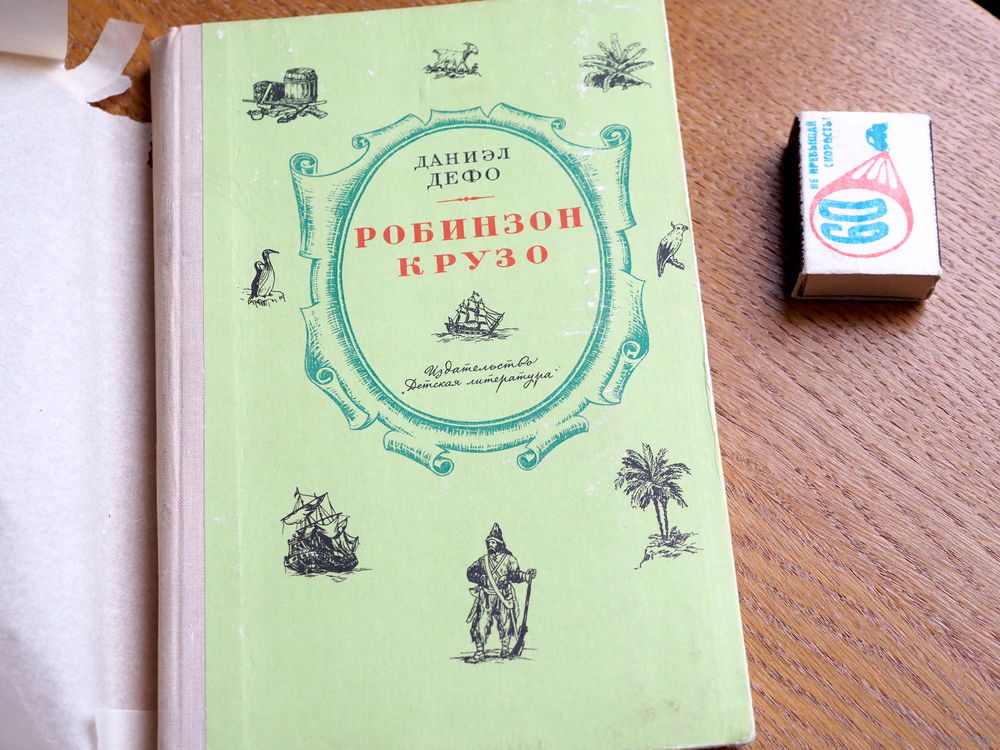 ДАНИЭЛ
ДЕФО
РОБИНЗОН
КРУЗО
Издательство
„Детская литература“
НЕ ПРЕВЫШАЙ
СКОРОСТЬ!
60